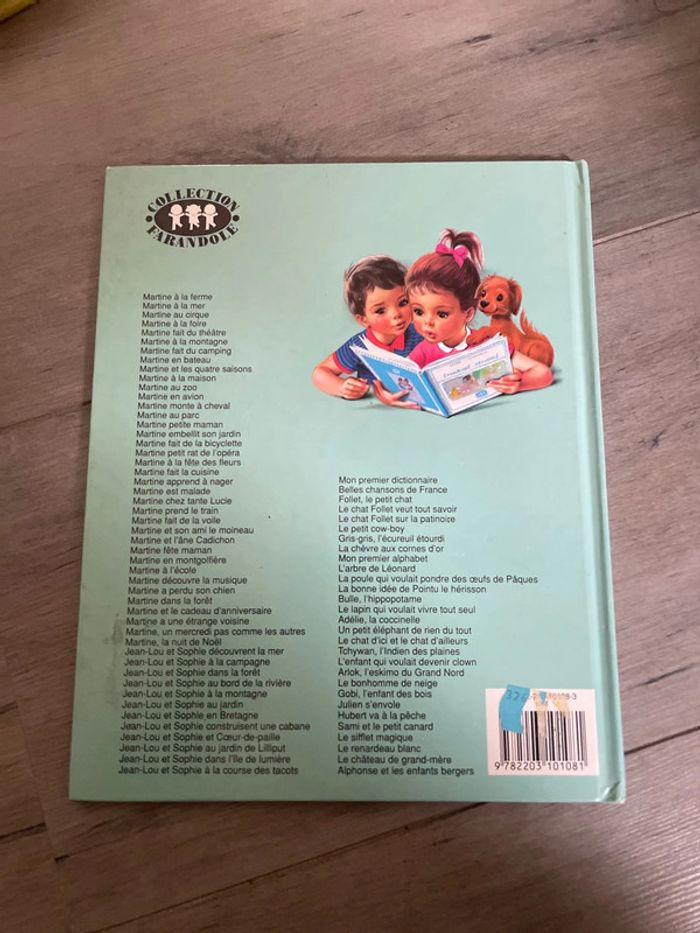 COLLECTION
FARANDOLE
Martine à la ferme
Martine à la mer
Martine au cirque
Martine à la foire
Martine fait du théâtre
Martine à la montagne
Martine fait du camping
Martine en bateau
Martine et les quatre saisons
Martine à la maison
Martine au zoo
Martine en avion
Martine monte à cheval
Martine au parc
Martine petite maman
Martine embellit son jardin
Martine fait de la bicyclette
Martine petit rat de l'opéra
Martine à la fête des fleurs
Martine fait la cuisine
Martine apprend à nager
Martine est malade
Martine chez tante Lucie
Martine prend le train
Martine fait de la voile
Martine et son ami le moineau
Martine et l'âne Cadichon
Martine fête maman
Martine en montgolfière
Martine à l'école
Martine découvre la musique
Martine a perdu son chien
Martine dans la forêt
Martine et le cadeau d'anniversaire
Martine a une étrange voisine
Martine, un mercredi pas comme les autres
Martine, la nuit de Noël
Jean-Lou et Sophie découvrent la mer
Jean-Lou et Sophie à la campagne
Jean-Lou et Sophie dans la forêt
Jean-Lou et Sophie au bord de la rivière
Jean-Lou et Sophie à la montagne
Jean-Lou et Sophie au jardin
Jean-Lou et Sophie en Bretagne
Jean-Lou et Sophie construisent une cabane
Jean-Lou et Sophie et Cœur-de-paille
Jean-Lou et Sophie au jardin de Lilliput
Jean-Lou et Sophie dans l'île de lumière
Jean-Lou et Sophie à la course des tacots
Mon premier dictionnaire
Belles chansons de France
Follet, le petit chat
Le chat Follet veut tout savoir
Le chat Follet sur la patinoire
Le petit cow-boy
Gris-gris, l'écureuil étourdi
La chèvre aux cornes d'or
Mon premier alphabet
L'arbre de Léonard
La poule qui voulait pondre des œufs de Pâques
La bonne idée de Pointu le hérisson
Bulle, l'hippopotame
Le lapin qui voulait vivre tout seul
Adélie, la coccinelle
Un petit éléphant de rien du tout
Le chat d'ici et le chat d'ailleurs
Tchywan, l'Indien des plaines
L'enfant qui voulait devenir clown
Arlok, l'eskimo du Grand Nord
Le bonhomme de neige
Gobi, l'enfant des bois
Julien s'envole
Hubert va à la pêche
Sami et le petit canard
Le sifflet magique
Le renardeau blanc
Le château de grand-mère
Alphonse et les enfants bergers
9 782203 101081